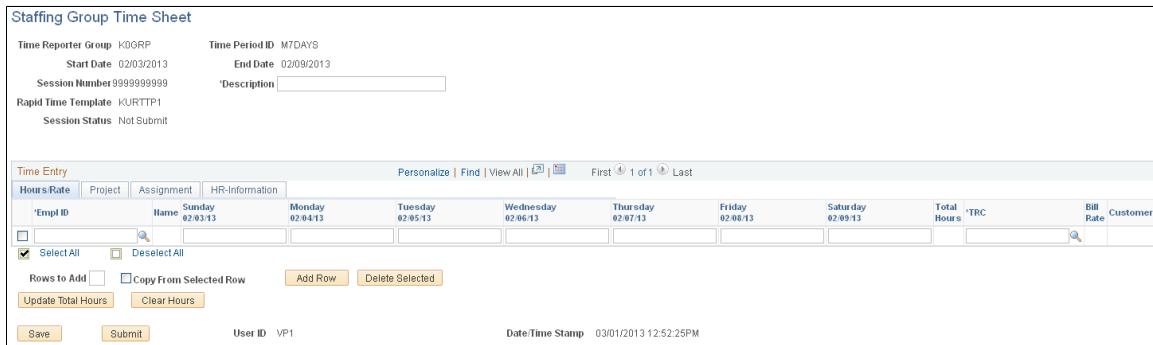 Staffing Group Time Sheet
Time Reporter Group K0GRP Time Period ID M7DAYS
Start Date 02/03/2013 End Date 02/09/2013
Session Number 9999999999 *Description
Rapid Time Template KURTTP1
Session Status Not Submit
Time Entry Personalize | Find | View All | First 1 of 1 Last
Hours/Rate Project Assignment HR-Information
*Empl ID Name Sunday 02/03/13 Monday 02/04/13 Tuesday 02/05/13 Wednesday 02/06/13 Thursday 02/07/13 Friday 02/08/13 Saturday 02/09/13 Total Hours *TRC Bill Rate Customer
Select All Deselect All
Rows to Add Copy From Selected Row Add Row Delete Selected
Update Total Hours Clear Hours
Save Submit User ID VP1 Date/Time Stamp 03/01/2013 12:52:25PM